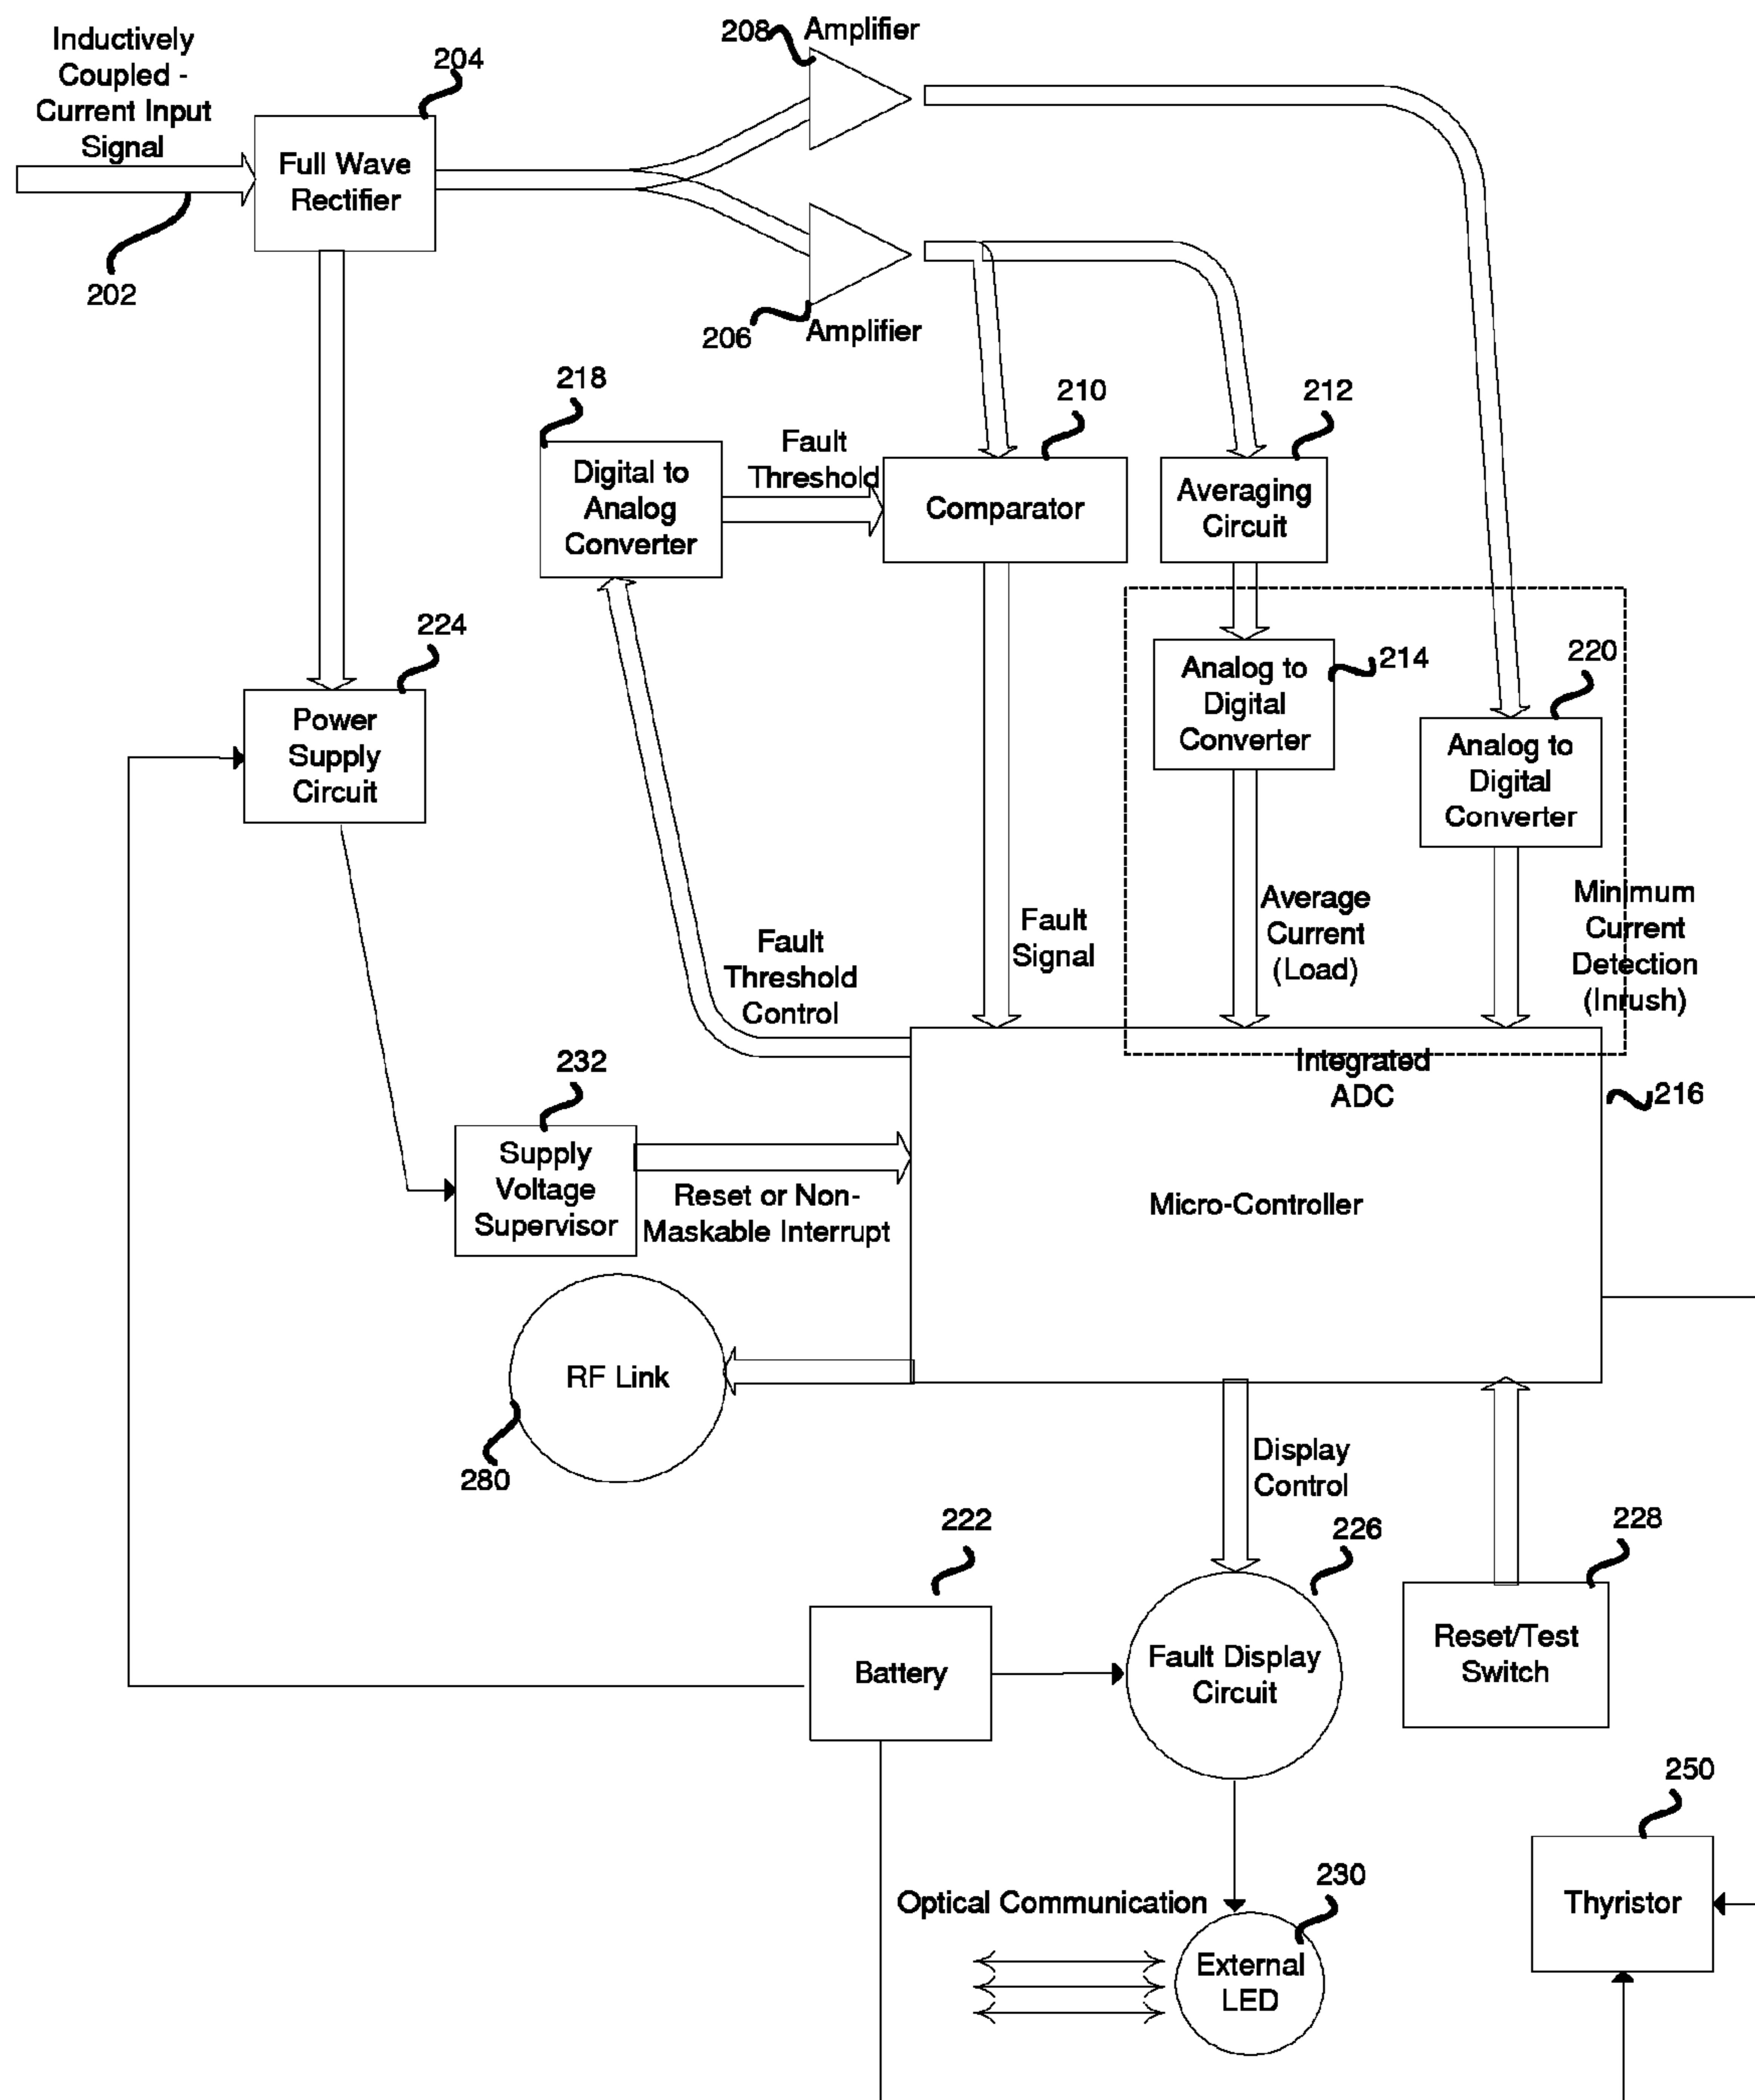 Inductively
Coupled -
Current Input
Signal
202
204
Full Wave
Rectifier
208
Amplifier
206
Amplifier
218
Digital to
Analog
Converter
Fault
Threshold
210
Comparator
212
Averaging
Circuit
224
Power
Supply
Circuit
Analog to
Digital
Converter
214
220
Analog to
Digital
Converter
Fault
Threshold
Control
Fault
Signal
Average
Current
(Load)
Minimum
Current
Detection
(Inrush)
232
Supply
Voltage
Supervisor
Reset or Non-
Maskable Interrupt
Integrated
ADC
216
Micro-Controller
RF Link
280
Display
Control
222
Battery
226
Fault Display
Circuit
228
Reset/Test
Switch
250
Thyristor
Optical Communication
230
External
LED